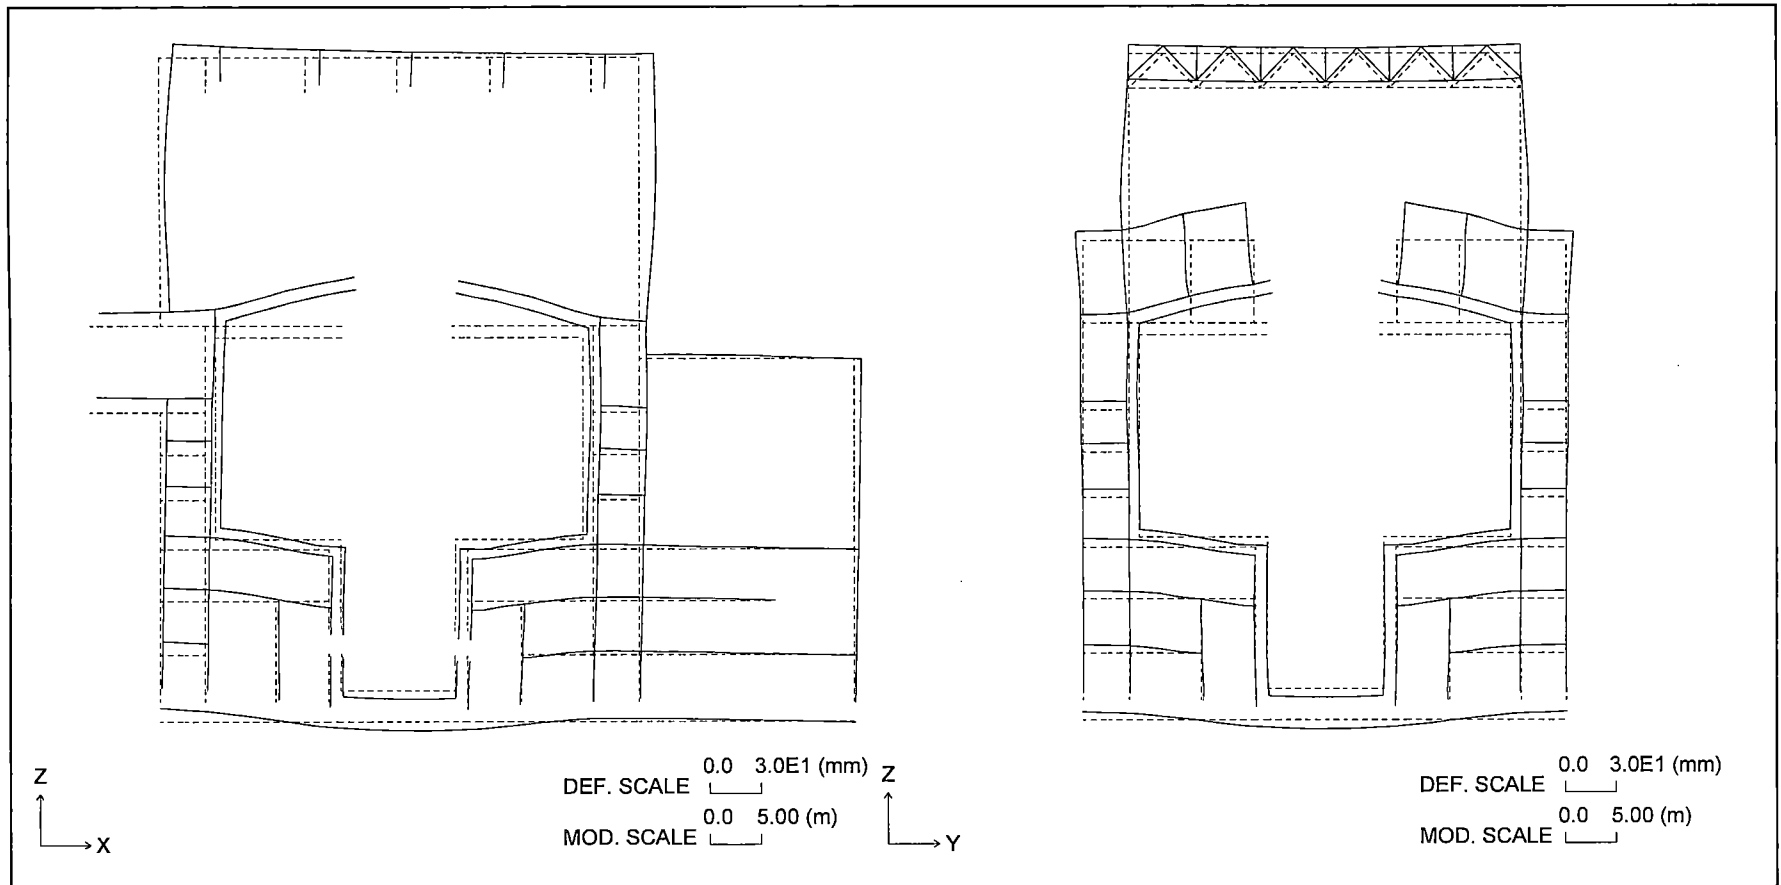 Z
X
0.0 3.0E1 (mm)
DEF. SCALE
0.0 5.00 (m)
MOD. SCALE
Z
Y
0.0 3.0E1 (mm)
DEF. SCALE
0.0 5.00 (m)
MOD. SCALE